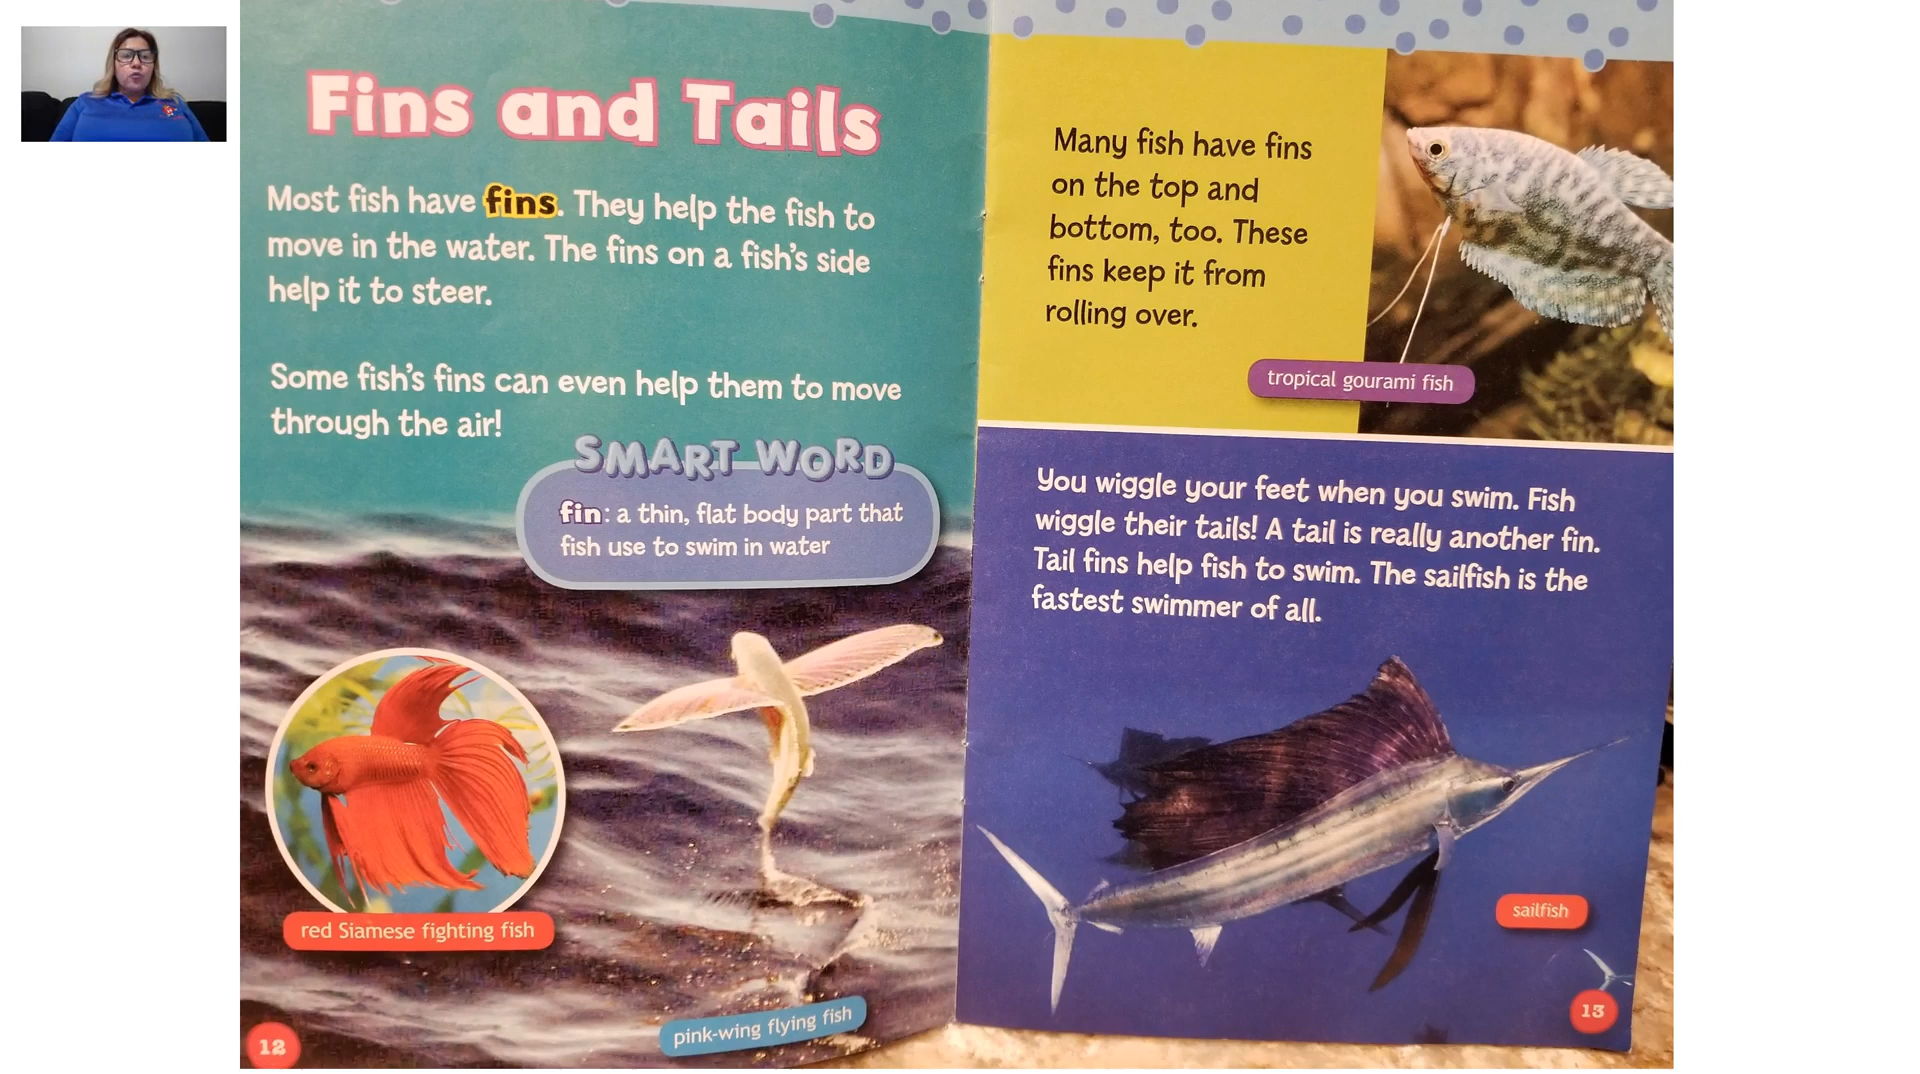 Fins and Tails
Most fish have fins. They help the fish to
move in the water. The fins on a fish's side
help it to steer.
Some fish's fins can even help them to move
through the air!
SMART WORD
fin: a thin, flat body part that
fish use to swim in water
red Siamese fighting fish
pink-wing flying fish
12
Many fish have fins
on the top and
bottom, too. These
fins keep it from
rolling over.
tropical gourami fish
You wiggle your feet when you swim. Fish
wiggle their tails! A tail is really another fin.
Tail fins help fish to swim. The sailfish is the
fastest swimmer of all.
sailfish
13